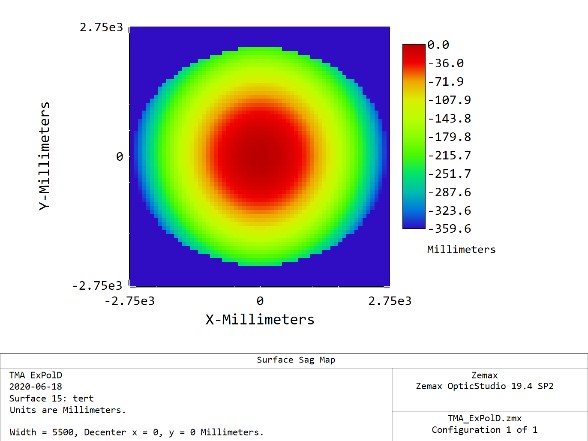 2.75e3
0
-2.75e3
Y-Millimeters
-2.75e3 0 2.75e3
X-Millimeters
0.0
-36.0
-71.9
-107.9
-143.8
-179.8
-215.7
-251.7
-287.6
-323.6
-359.6
Millimeters
Surface Sag Map
TMA ExPolD
2020-06-18
Surface 15: tert
Units are Millimeters.
Width = 5500, Decenter x = 0, y = 0 Millimeters.
Zemax
Zemax OpticStudio 19.4 SP2
TMA_ExPolD.zmx
Configuration 1 of 1